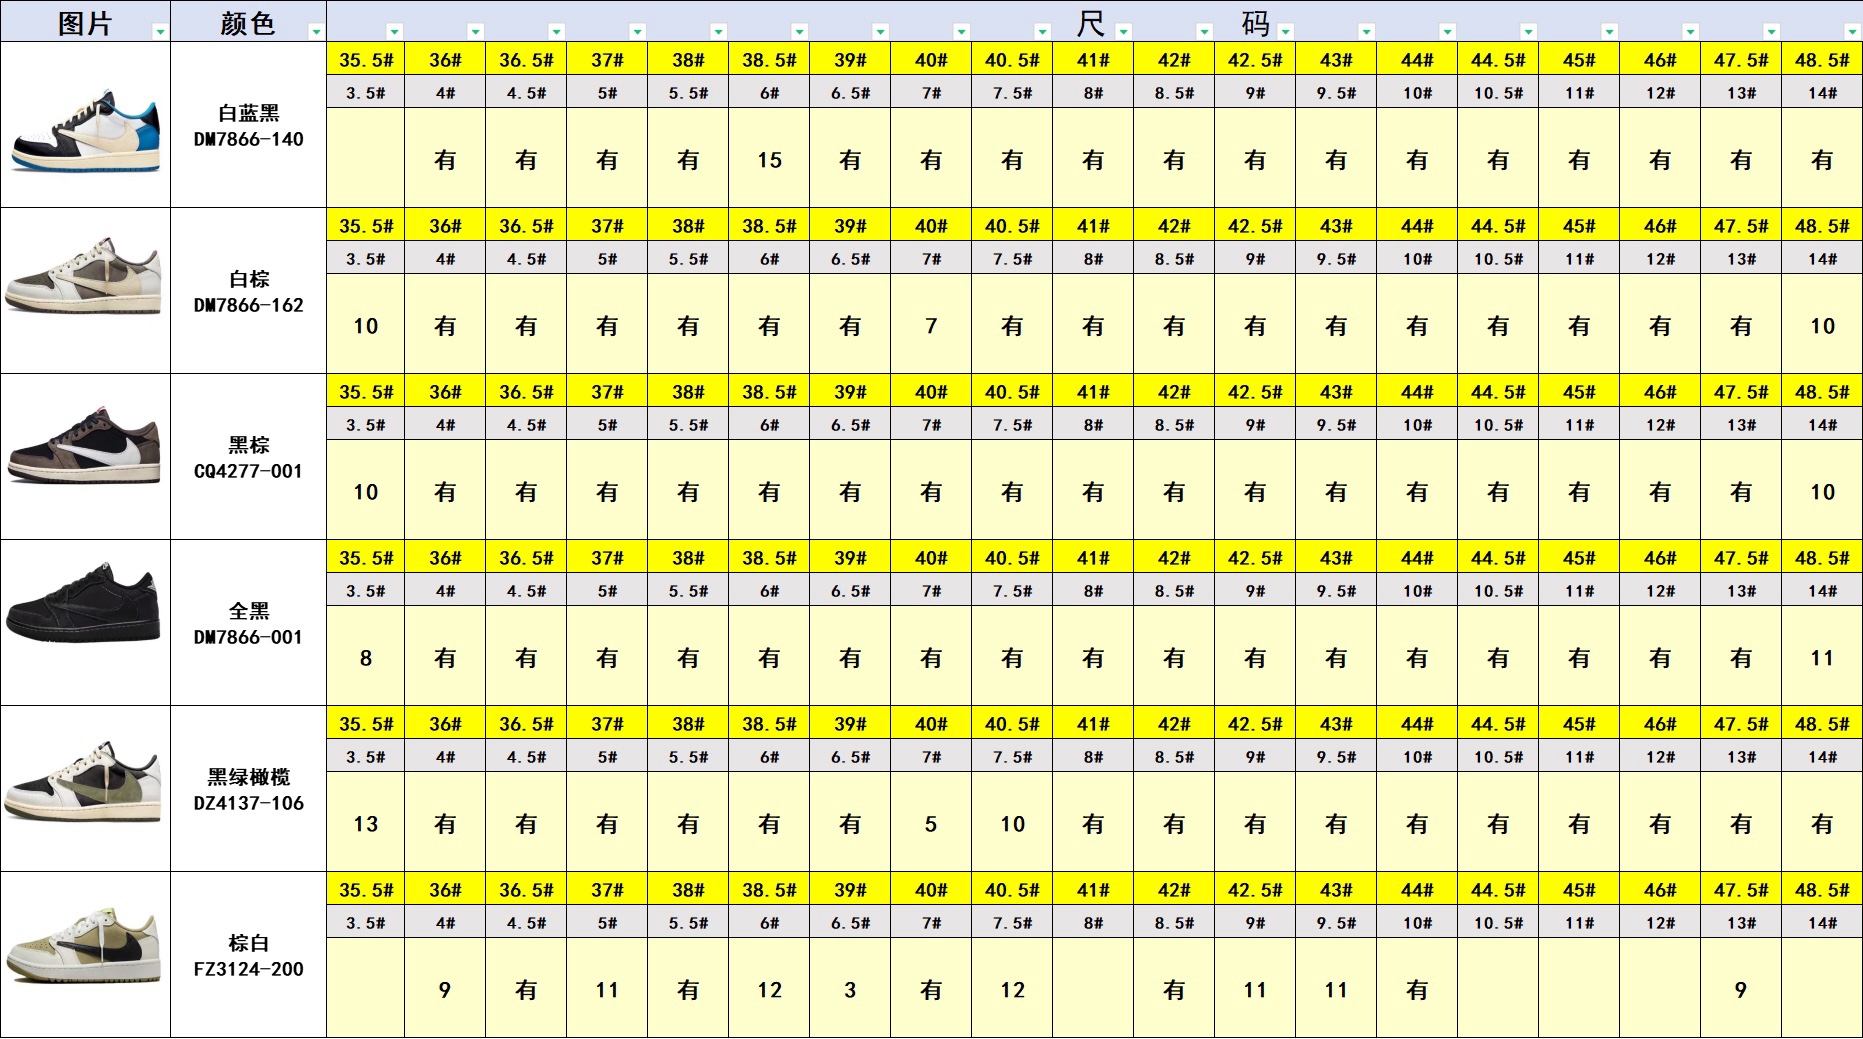 图片 颜色 尺 码
35.5# 36# 36.5# 37# 38# 38.5# 39# 40# 40.5# 41# 42# 42.5# 43# 44# 44.5# 45# 46# 47.5# 48.5#
3.5# 4# 4.5# 5# 5.5# 6# 6.5# 7# 7.5# 8# 8.5# 9# 9.5# 10# 10.5# 11# 12# 13# 14#
白蓝黑
DM7866-140
有 有 有 有 15 有 有 有 有 有 有 有 有 有 有 有 有 有
35.5# 36# 36.5# 37# 38# 38.5# 39# 40# 40.5# 41# 42# 42.5# 43# 44# 44.5# 45# 46# 47.5# 48.5#
3.5# 4# 4.5# 5# 5.5# 6# 6.5# 7# 7.5# 8# 8.5# 9# 9.5# 10# 10.5# 11# 12# 13# 14#
白棕
DM7866-162
10 有 有 有 有 有 有 7 有 有 有 有 有 有 有 有 有 有 10
35.5# 36# 36.5# 37# 38# 38.5# 39# 40# 40.5# 41# 42# 42.5# 43# 44# 44.5# 45# 46# 47.5# 48.5#
3.5# 4# 4.5# 5# 5.5# 6# 6.5# 7# 7.5# 8# 8.5# 9# 9.5# 10# 10.5# 11# 12# 13# 14#
黑棕
CQ4277-001
10 有 有 有 有 有 有 有 有 有 有 有 有 有 有 有 有 有 10
35.5# 36# 36.5# 37# 38# 38.5# 39# 40# 40.5# 41# 42# 42.5# 43# 44# 44.5# 45# 46# 47.5# 48.5#
3.5# 4# 4.5# 5# 5.5# 6# 6.5# 7# 7.5# 8# 8.5# 9# 9.5# 10# 10.5# 11# 12# 13# 14#
全黑
DM7866-001
8 有 有 有 有 有 有 有 有 有 有 有 有 有 有 有 有 有 11
35.5# 36# 36.5# 37# 38# 38.5# 39# 40# 40.5# 41# 42# 42.5# 43# 44# 44.5# 45# 46# 47.5# 48.5#
3.5# 4# 4.5# 5# 5.5# 6# 6.5# 7# 7.5# 8# 8.5# 9# 9.5# 10# 10.5# 11# 12# 13# 14#
黑绿橄榄
DZ4137-106
13 有 有 有 有 有 有 5 10 有 有 有 有 有 有 有 有 有 有
35.5# 36# 36.5# 37# 38# 38.5# 39# 40# 40.5# 41# 42# 42.5# 43# 44# 44.5# 45# 46# 47.5# 48.5#
3.5# 4# 4.5# 5# 5.5# 6# 6.5# 7# 7.5# 8# 8.5# 9# 9.5# 10# 10.5# 11# 12# 13# 14#
棕白
FZ3124-200
9 有 11 有 12 3 有 12 有 11 11 有 9